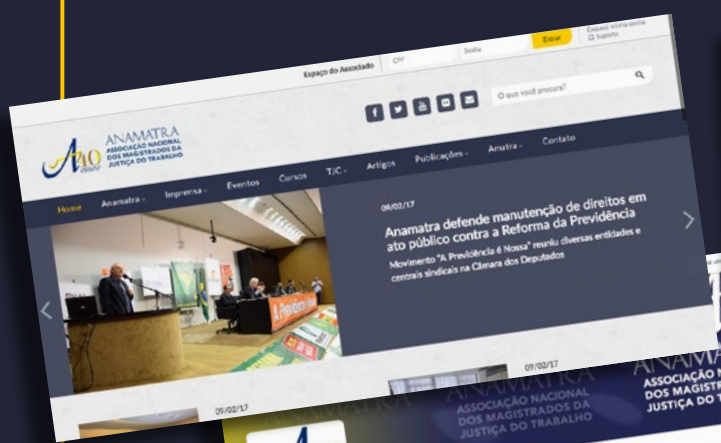 Espaço do Associado
CPF
Senha
Entrar
Esqueci minha senha
Suporte
O que você procura?
A40
anos
ANAMATRA
ASSOCIAÇÃO NACIONAL
DOS MAGISTRADOS DA
JUSTIÇA DO TRABALHO
Home
Anamatra
Imprensa
Eventos
Cursos
TJC
Artigos
Publicações
Amatra
Contato
09/02/17
Anamatra defende manutenção de direitos em
ato público contra a Reforma da Previdência
Movimento "A Previdência é Nossa" reuniu diversas entidades e
centrais sindicais na Câmara dos Deputados
A Previdência é
09/02/17
09/02/17
ANAMATRA
ASSOCIAÇÃO NACIONAL
DOS MAGISTRADOS DA
JUSTIÇA DO TRABALHO
ANAMA
ASSOCIAÇÃO N
DOS MAGIST
JUSTIÇA DO T